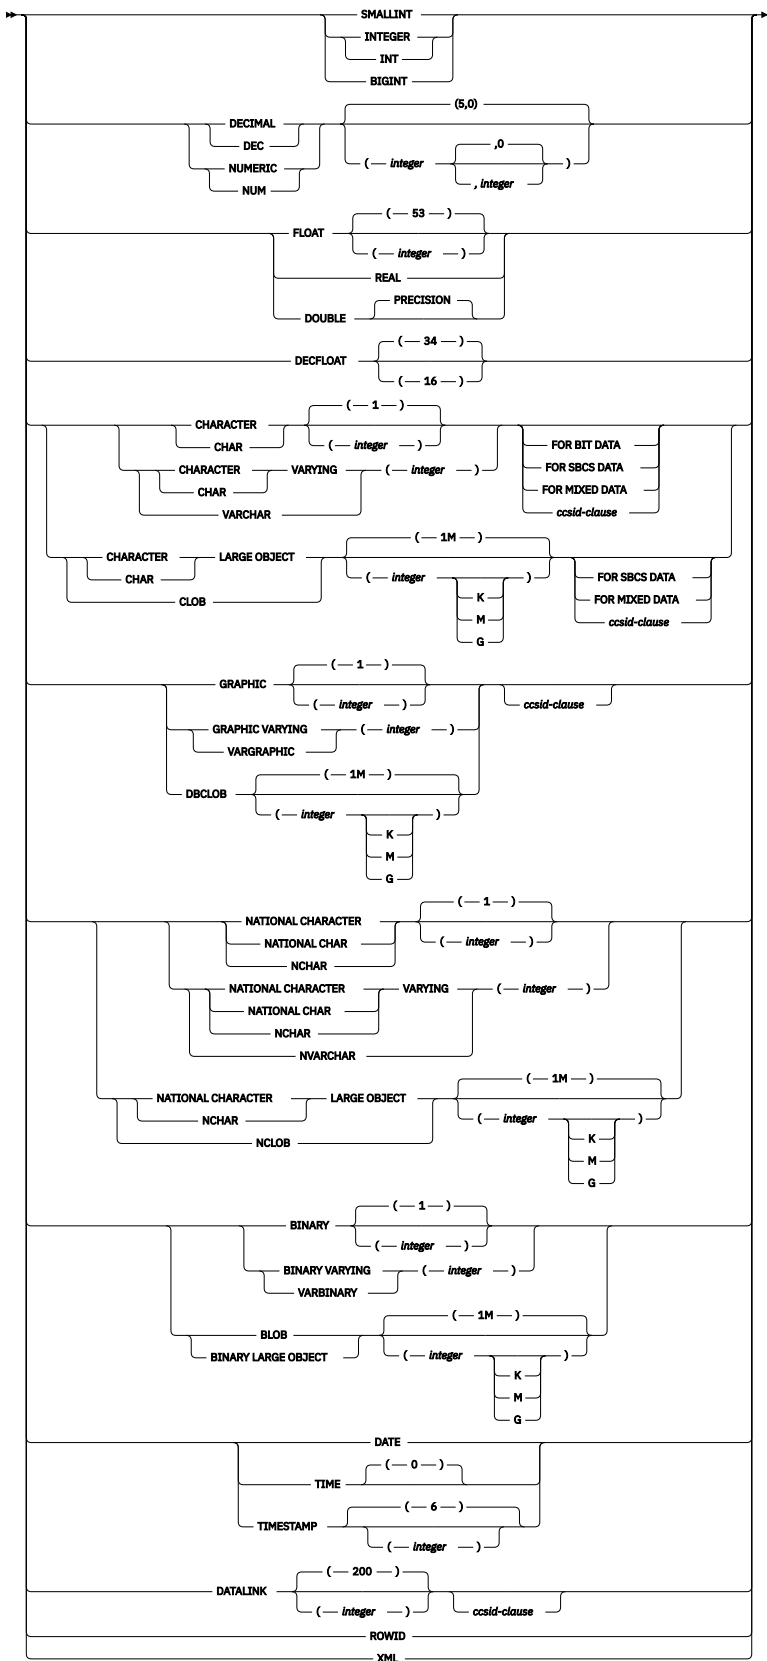 SMALLINT
INTEGER
INT
BIGINT
(5,0)
DECIMAL
DEC
,0
( integer )
NUMERIC
, integer
NUM
( 53 )
FLOAT
( integer )
REAL
PRECISION
DOUBLE
( 34 )
DECFLOAT
( 16 )
( 1 )
CHARACTER
CHAR ( integer ) FOR BIT DATA
CHARACTER VARYING ( integer ) FOR SBCS DATA
CHAR FOR MIXED DATA
VARCHAR ccsid-clause
( 1M )
CHARACTER LARGE OBJECT
CHAR ( integer ) FOR SBCS DATA
CLOB K FOR MIXED DATA
M ccsid-clause
G
( 1 )
GRAPHIC
( integer ) ccsid-clause
GRAPHIC VARYING ( integer )
VARGRAPHIC
( 1M )
DBCLOB
( integer )
K
M
G
( 1 )
NATIONAL CHARACTER
NATIONAL CHAR ( integer )
NCHAR
NATIONAL CHARACTER VARYING ( integer )
NATIONAL CHAR
NCHAR
NVARCHAR
( 1M )
NATIONAL CHARACTER LARGE OBJECT
NCHAR ( integer )
NCLOB K
M
G
( 1 )
BINARY
( integer )
BINARY VARYING ( integer )
VARBINARY
( 1M )
BLOB
BINARY LARGE OBJECT ( integer )
K
M
G
DATE
( 0 )
TIME
( 6 )
TIMESTAMP
( integer )
( 200 )
DATALINK
( integer ) ccsid-clause
ROWID
XML